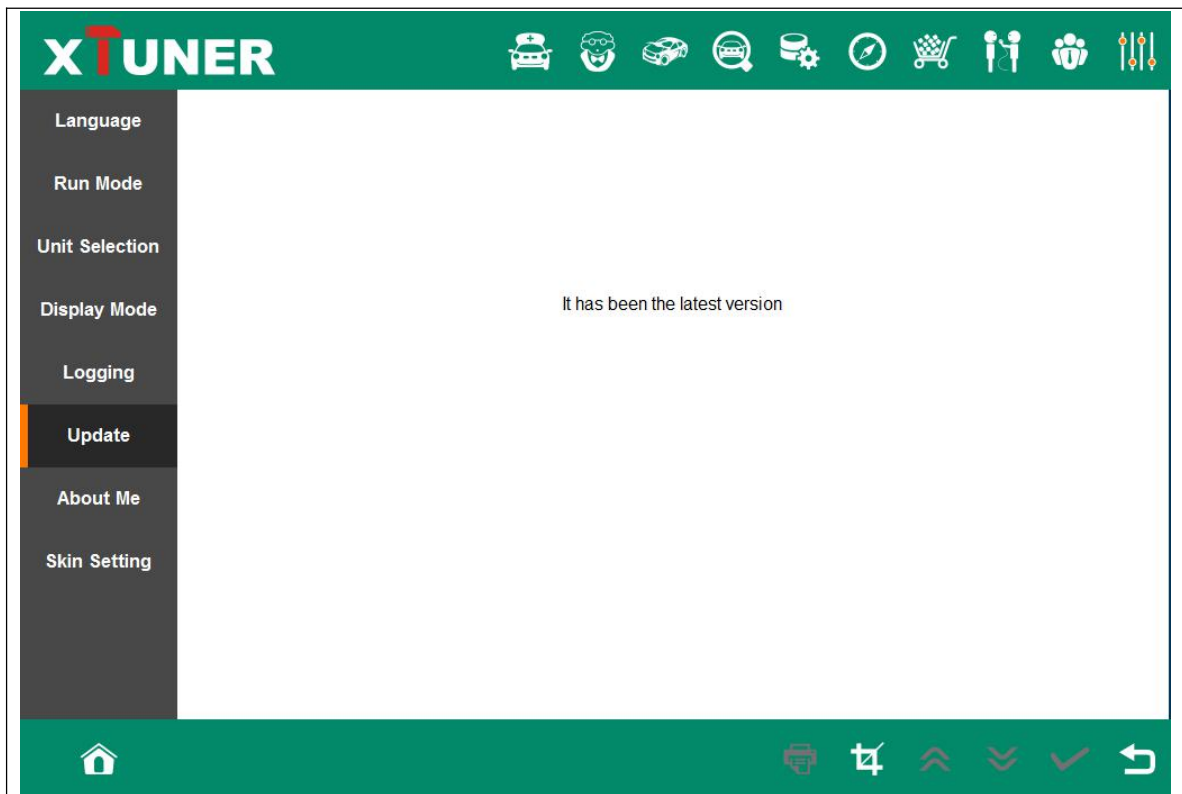 XTUNER
Language
Run Mode
Unit Selection
Display Mode
Logging
Update
About Me
Skin Setting
It has been the latest version